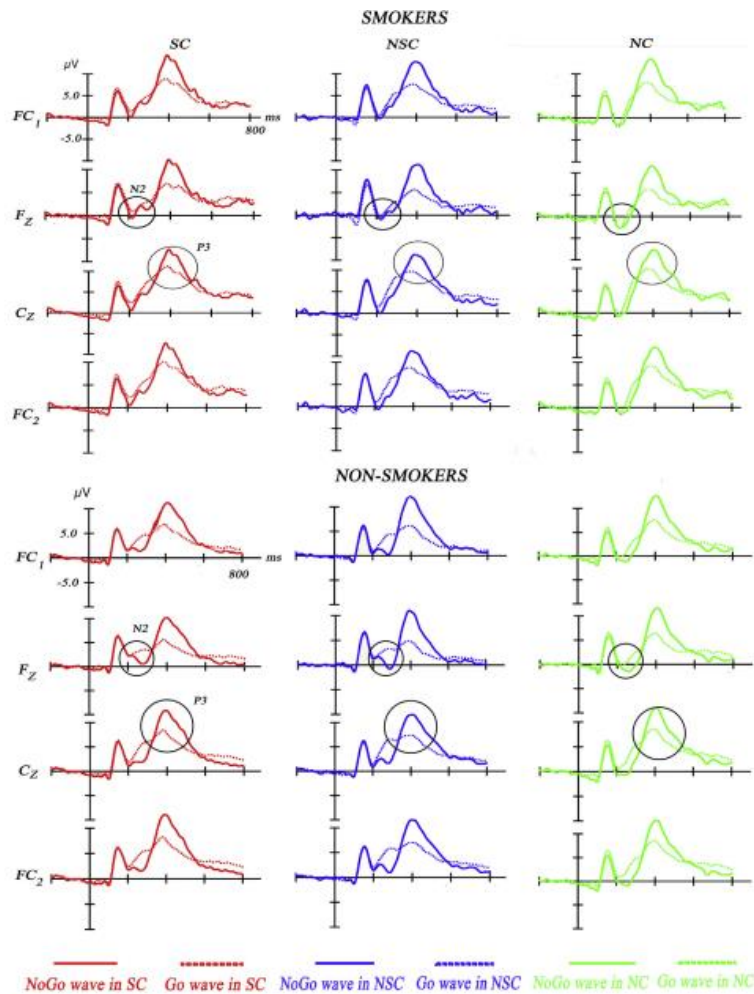 SMOKERS
SC NSC NC
μV
5.0
FC1 ms
-5.0 800
N2
FZ
P3
CZ
FC2
NON-SMOKERS
μV
5.0
FC1 ms
-5.0 800
N2
FZ
P3
CZ
FC2
NoGo wave in SC Go wave in SC NoGo wave in NSC Go wave in NSC NoGo wave in NC Go wave in NC